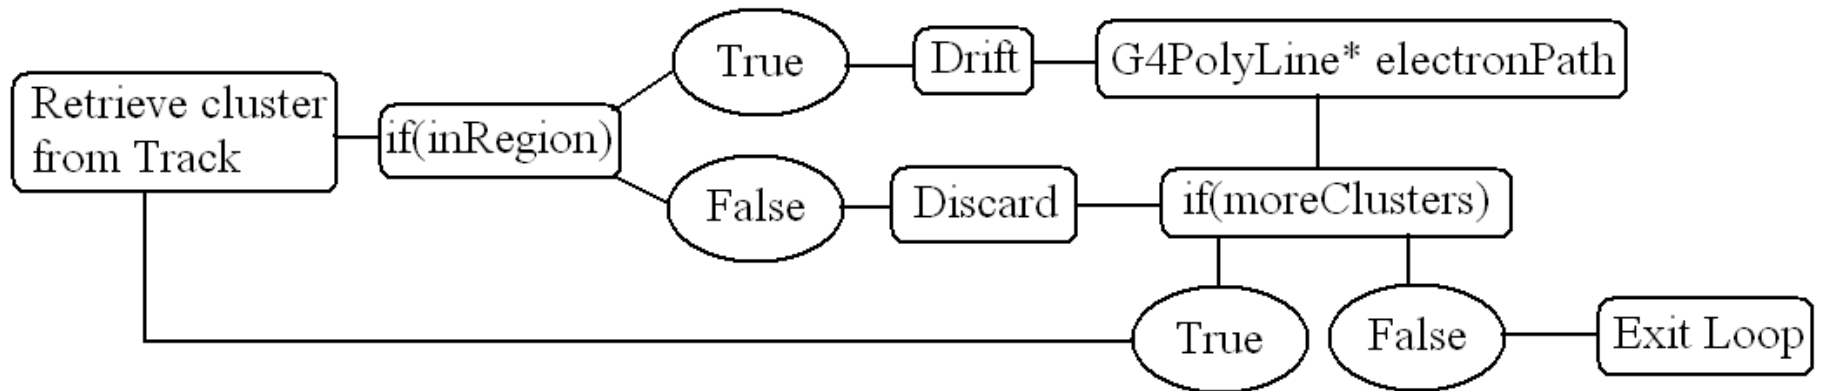 Retrieve cluster
from Track
if(inRegion)
True
Drift
G4PolyLine* electronPath
False
Discard
if(moreClusters)
True
False
Exit Loop